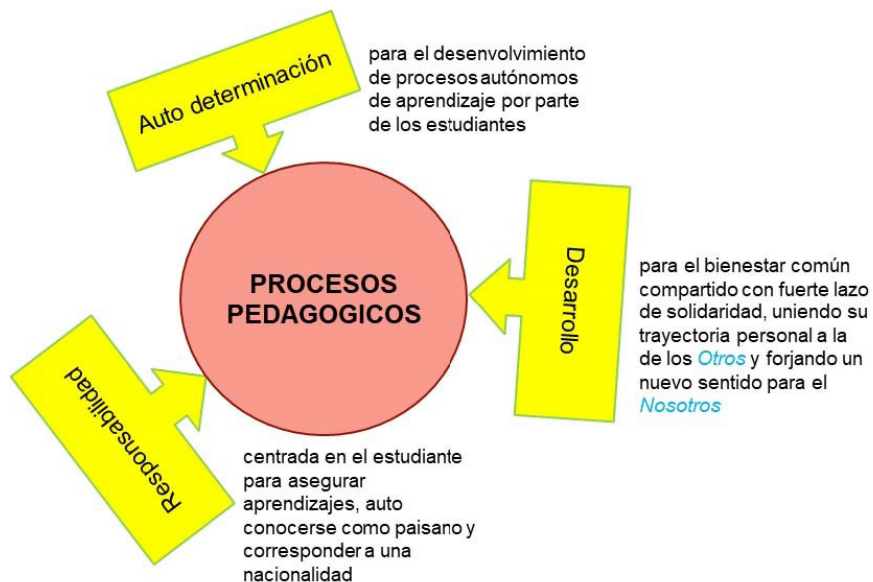 Auto determinación
para el desenvolvimiento
de procesos autónomos
de aprendizaje por parte
de los estudiantes
PROCESOS
PEDAGOGICOS
Desarrollo
para el bienestar común
compartido con fuerte lazo
de solidaridad, uniendo su
trayectoria personal a la
de los Otros y forjando un
nuevo sentido para el
Nosotros
Responsabilidad
centrada en el estudiante
para asegurar
aprendizajes, auto
conocerse como paisano y
corresponder a una
nacionalidad